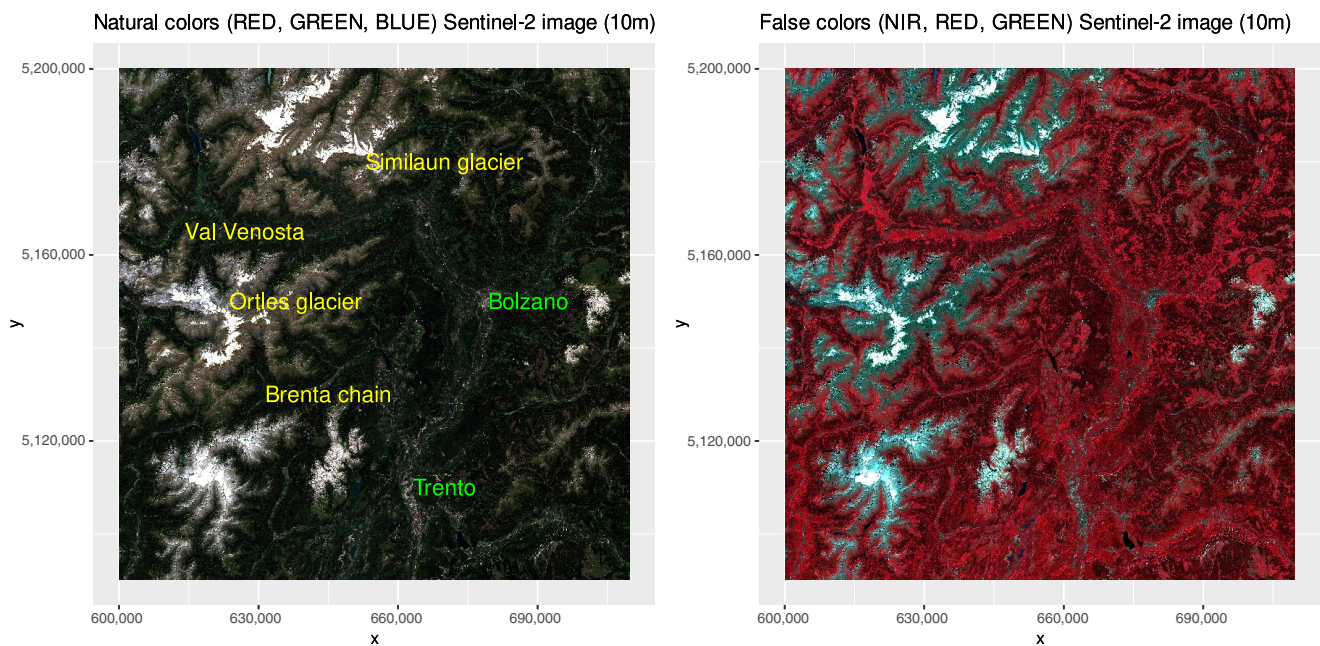 Natural colors (RED, GREEN, BLUE) Sentinel-2 image (10m)
5,200,000
5,160,000
5,120,000
y
Similaun glacier
Val Venosta
Ortles glacier
Bolzano
Brenta chain
Trento
600,000
630,000
660,000
690,000
x
False colors (NIR, RED, GREEN) Sentinel-2 image (10m)
5,200,000
5,160,000
5,120,000
y
600,000
630,000
660,000
690,000
x